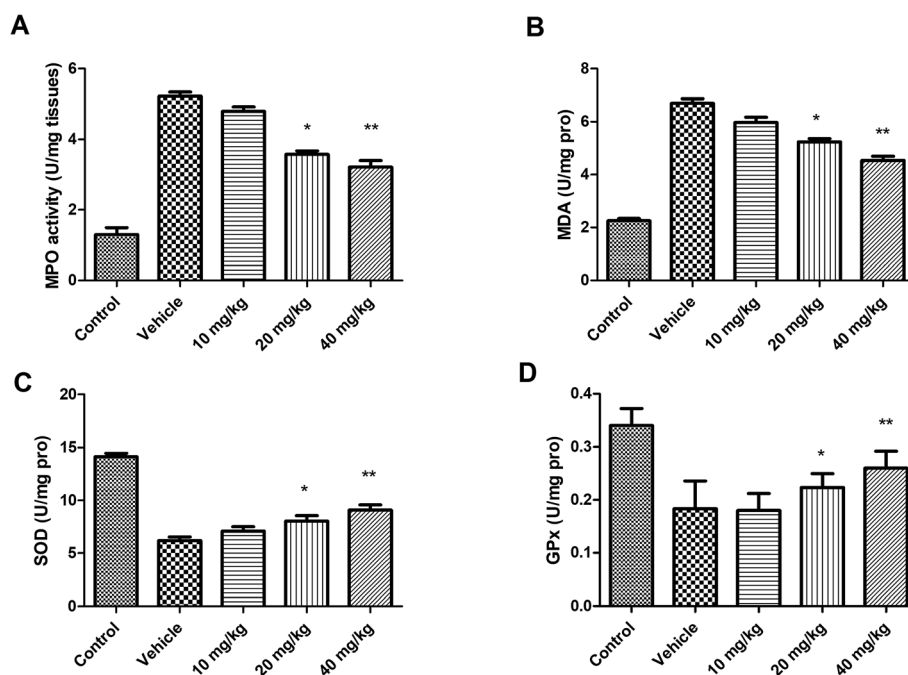 A
MPO activity (U/mg tissues)
6
4
2
0
*
**
Control
Vehicle
10 mg/kg
20 mg/kg
40 mg/kg
B
MDA (U/mg pro)
8
6
4
2
0
*
**
Control
Vehicle
10 mg/kg
20 mg/kg
40 mg/kg
C
SOD (U/mg pro)
20
15
10
5
0
*
**
Control
Vehicle
10 mg/kg
20 mg/kg
40 mg/kg
D
GPx (U/mg pro)
0.4
0.3
0.2
0.1
0.0
*
**
Control
Vehicle
10 mg/kg
20 mg/kg
40 mg/kg